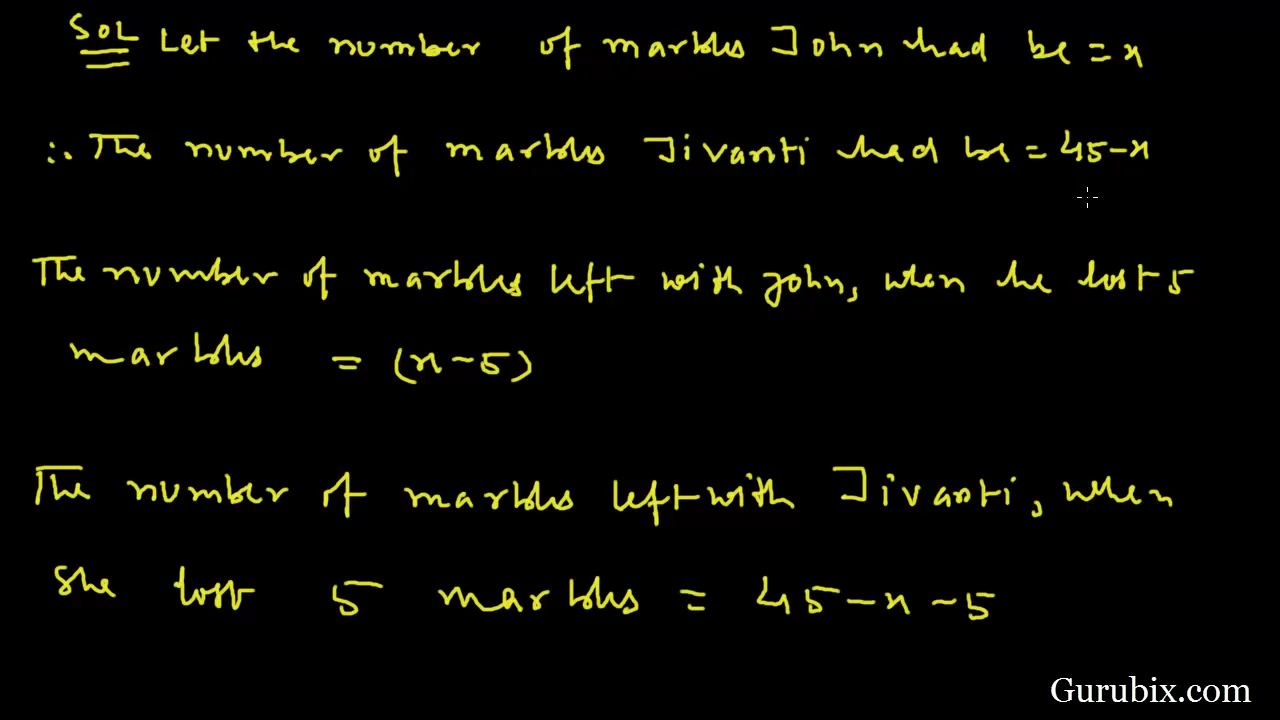 Sol Let the number of marbles John had be = x
∴ The number of marbles Jivanti had be = 45-x
The number of marbles left with john, when he lost 5
marbles = (x-5)
The number of marbles left with Jivanti, when
She lost 5 marbles = 45-x-5
Gurubix.com